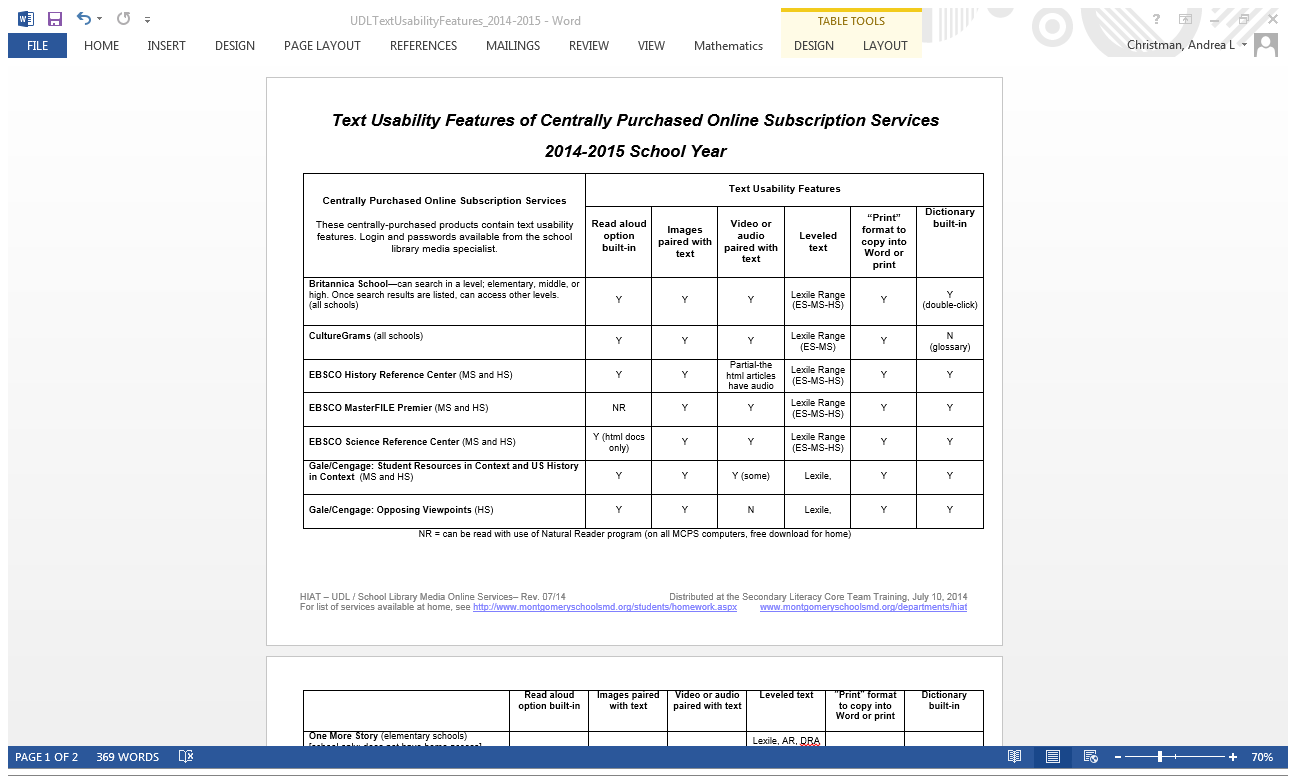 UDLTextUsabilityFeatures_2014-2015 - Word
TABLE TOOLS
?
FILE HOME INSERT DESIGN PAGE LAYOUT REFERENCES MAILINGS REVIEW VIEW Mathematics DESIGN LAYOUT
Christman, Andrea L
Text Usability Features of Centrally Purchased Online Subscription Services
2014-2015 School Year
Centrally Purchased Online Subscription Services
These centrally-purchased products contain text usability
features. Login and passwords available from the school
library media specialist.
Text Usability Features
Read aloud
option
built-in
Images
paired with
text
Video or
audio
paired with
text
Leveled
text
“Print”
format to
copy into
Word or
print
Dictionary
built-in
Britannica School—can search in a level; elementary, middle, or
high. Once search results are listed, can access other levels.
(all schools)
Y
Y
Y
Lexile Range
(ES-MS-HS)
Y
Y
(double-click)
CultureGrams (all schools)
Y
Y
Y
Lexile Range
(ES-MS)
Y
N
(glossary)
EBSCO History Reference Center (MS and HS)
Y
Y
Partial-the
html articles
have audio
Lexile Range
(ES-MS-HS)
Y
Y
EBSCO MasterFILE Premier (MS and HS)
NR
Y
Y
Lexile Range
(ES-MS-HS)
Y
Y
EBSCO Science Reference Center (MS and HS)
Y (html docs
only)
Y
Y
Lexile Range
(ES-MS-HS)
Y
Y
Gale/Cengage: Student Resources in Context and US History
in Context (MS and HS)
Y
Y
Y (some)
Lexile,
Y
Y
Gale/Cengage: Opposing Viewpoints (HS)
Y
Y
N
Lexile,
Y
Y
NR = can be read with use of Natural Reader program (on all MCPS computers, free download for home)
HIAT – UDL / School Library Media Online Services– Rev. 07/14 Distributed at the Secondary Literacy Core Team Training, July 10, 2014
For list of services available at home, see http://www.montgomeryschoolsmd.org/students/homework.aspx www.montgomeryschoolsmd.org/departments/hiat
Read aloud
option built-in
Images paired
with text
Video or audio
paired with text
Leveled text
"Print" format
to copy into
Word or print
Dictionary
built-in
One More Story (elementary schools)
Lexile, AR, DRA
PAGE 1 OF 2 369 WORDS
70%